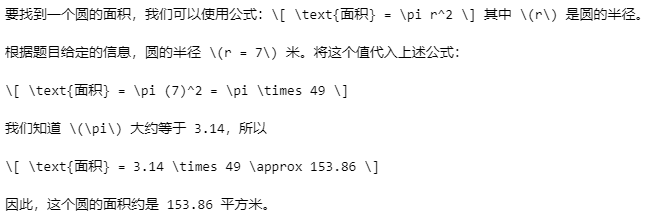 要找到一个圆的面积，我们可以使用公式：\[ \text{面积} = \pi r^2 \] 其中 \(r\) 是圆的半径。
根据题目给定的信息，圆的半径 \(r = 7\) 米。将这个值代入上述公式：
\[ \text{面积} = \pi (7)^2 = \pi \times 49 \]
我们知道 \(\pi\) 大约等于 3.14，所以
\[ \text{面积} = 3.14 \times 49 \approx 153.86 \]
因此，这个圆的面积约是 153.86 平方米。